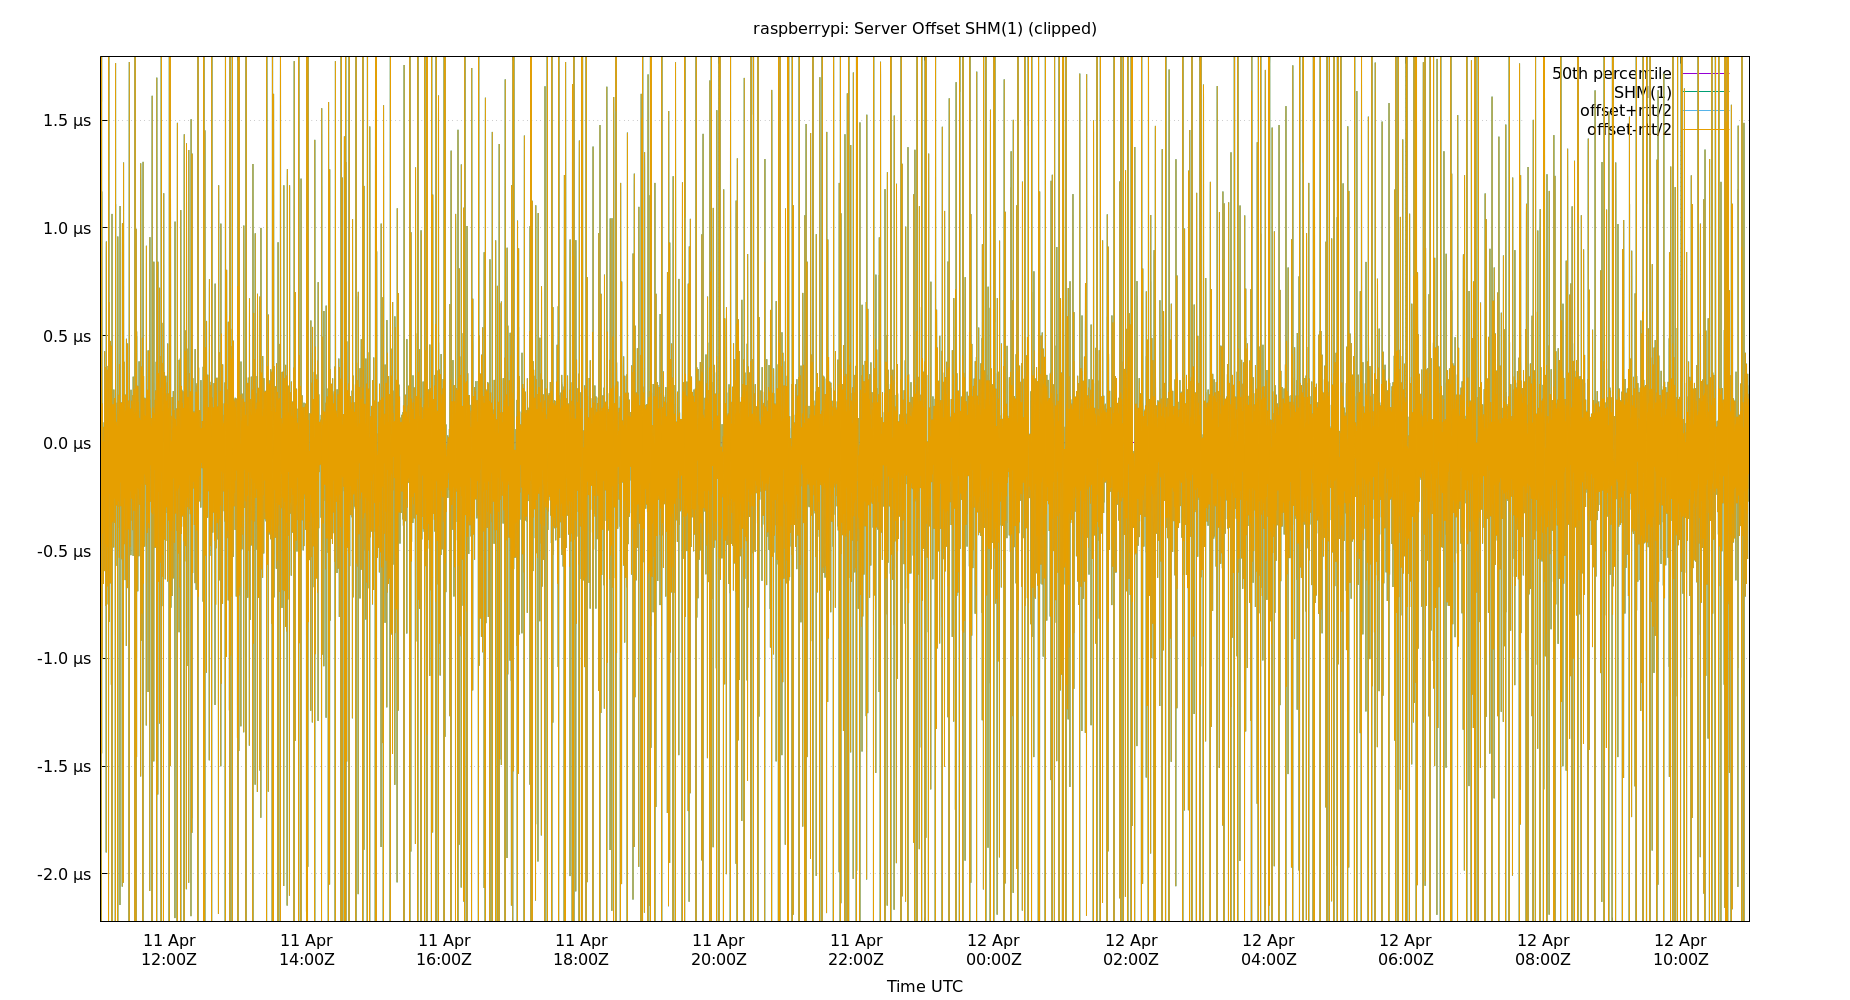 raspberrypi: Server Offset SHM(1) (clipped)
50th percentile
SHM(1)
offset+rtt/2
offset-rtt/2
1.5 µs
1.0 µs
0.5 µs
0.0 µs
-0.5 µs
-1.0 µs
-1.5 µs
-2.0 µs
11 Apr 11 Apr 11 Apr 11 Apr 11 Apr 11 Apr 12 Apr 12 Apr 12 Apr 12 Apr 12 Apr 12 Apr
12:00Z 14:00Z 16:00Z 18:00Z 20:00Z 22:00Z 00:00Z 02:00Z 04:00Z 06:00Z 08:00Z 10:00Z
Time UTC